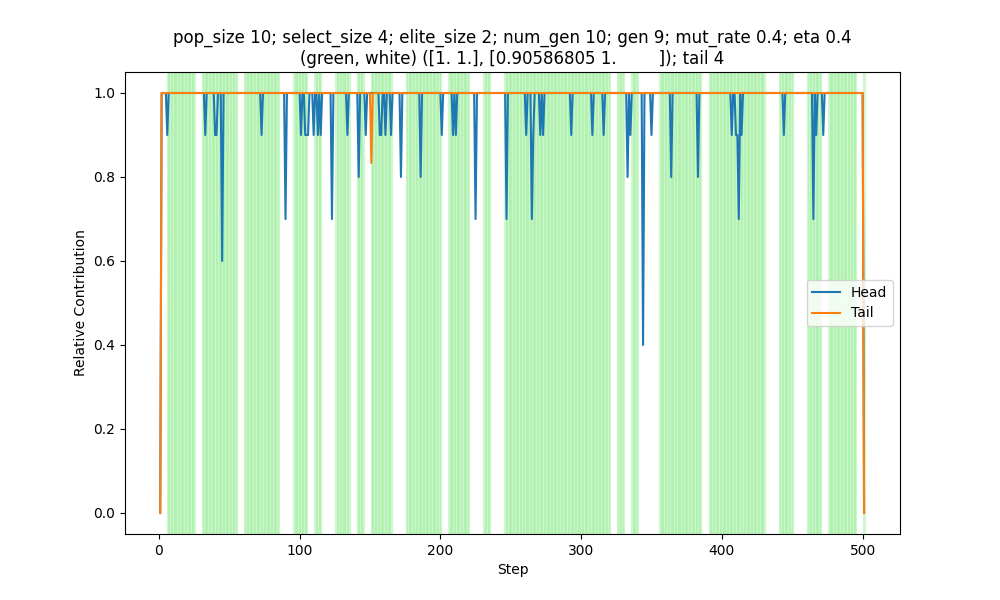 pop_size 10; select_size 4; elite_size 2; num_gen 10; gen 9; mut_rate 0.4; eta 0.4
(green, white) ([1. 1.], [0.90586805 1.         ]); tail 4
1.0
0.8
0.6
0.4
0.2
0.0
Relative Contribution
Head
Tail
0
100
200
300
400
500
Step